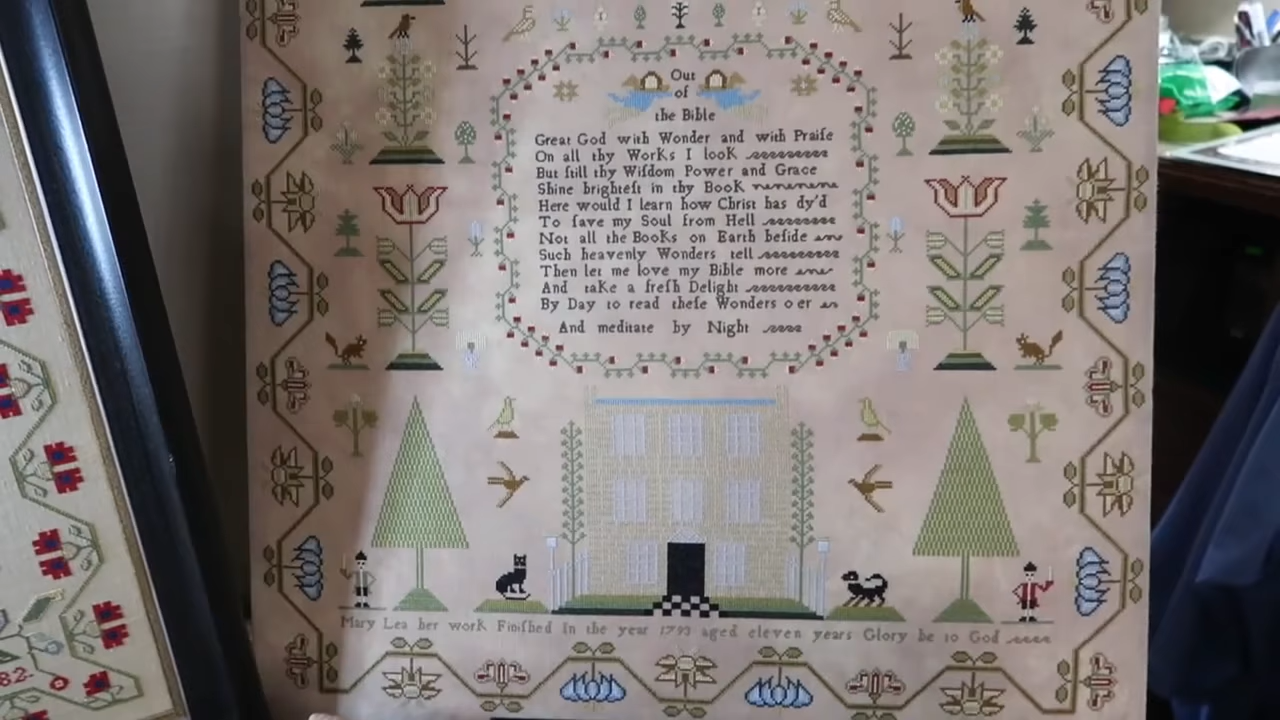 Out
of
the Bible
Great God with Wonder and with Praiſe
On all thy Works I look
But ſtill thy Wiſdom Power and Grace
Shine brighteſt in thy Book
Here would I learn how Christ has dy'd
To ſave my Soul from Hell
Not all the Books on Earth beſide
Such heavenly Wonders tell
Then let me love my Bible more
And take a freſh Delight
By Day to read theſe Wonders o er
And meditate by Night
Mary Lea her work Finiſhed in the year 1793 aged eleven years Glory be to God
82.